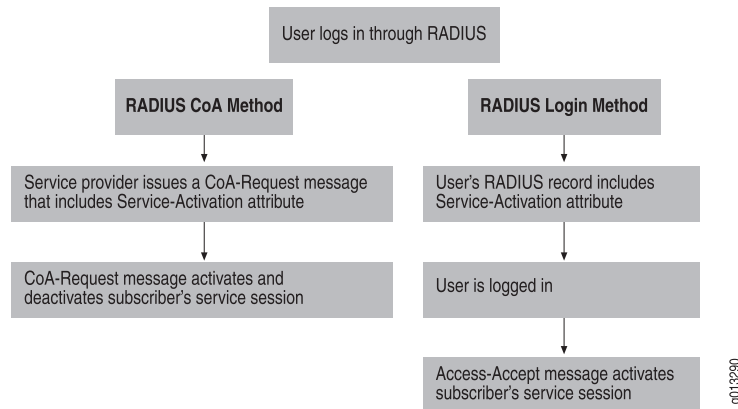 User logs in through RADIUS
RADIUS CoA Method
Service provider issues a CoA-Request message
that includes Service-Activation attribute
CoA-Request message activates and
deactivates subscriber's service session
RADIUS Login Method
User's RADIUS record includes
Service-Activation attribute
User is logged in
Access-Accept message activates
subscriber's service session
g013290